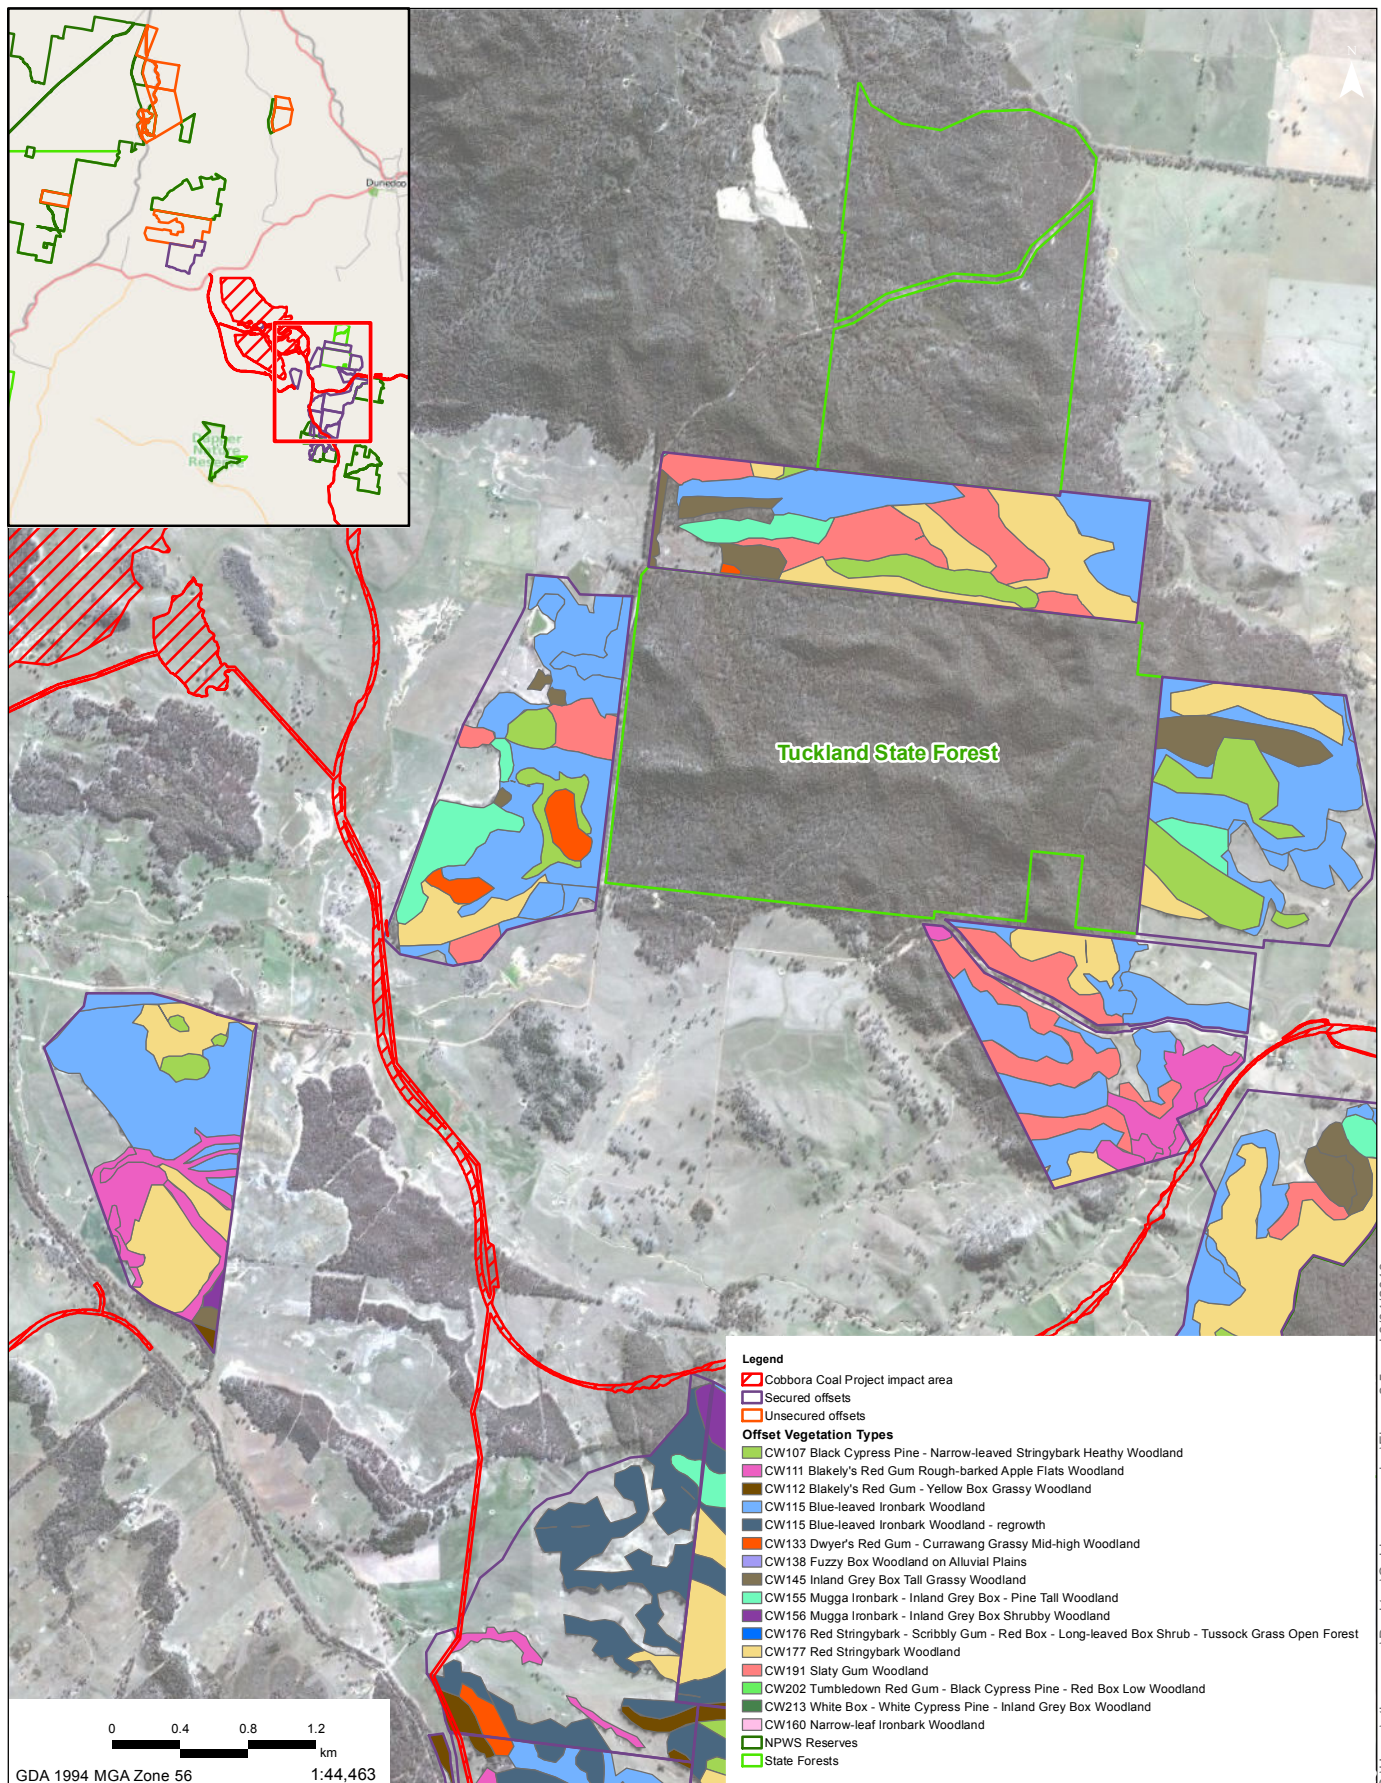 Dunedoo
Dapper
Nature
Reserve
N
Tuckland State Forest
Legend
Cobbora Coal Project impact area
Secured offsets
Unsecured offsets
Offset Vegetation Types
CW107 Black Cypress Pine - Narrow-leaved Stringybark Heathy Woodland
CW111 Blakely's Red Gum Rough-barked Apple Flats Woodland
CW112 Blakely's Red Gum - Yellow Box Grassy Woodland
CW115 Blue-leaved Ironbark Woodland
CW115 Blue-leaved Ironbark Woodland - regrowth
CW133 Dwyer's Red Gum - Currawang Grassy Mid-high Woodland
CW138 Fuzzy Box Woodland on Alluvial Plains
CW145 Inland Grey Box Tall Grassy Woodland
CW155 Mugga Ironbark - Inland Grey Box - Pine Tall Woodland
CW156 Mugga Ironbark - Inland Grey Box Shrubby Woodland
CW176 Red Stringybark - Scribbly Gum - Red Box - Long-leaved Box Shrub - Tussock Grass Open Forest
CW177 Red Stringybark Woodland
CW191 Slaty Gum Woodland
CW202 Tumbledown Red Gum - Black Cypress Pine - Red Box Low Woodland
CW213 White Box - White Cypress Pine - Inland Grey Box Woodland
CW160 Narrow-leaf Ironbark Woodland
NPWS Reserves
State Forests
0 0.4 0.8 1.2
km
GDA 1994 MGA Zone 56 1:44,463